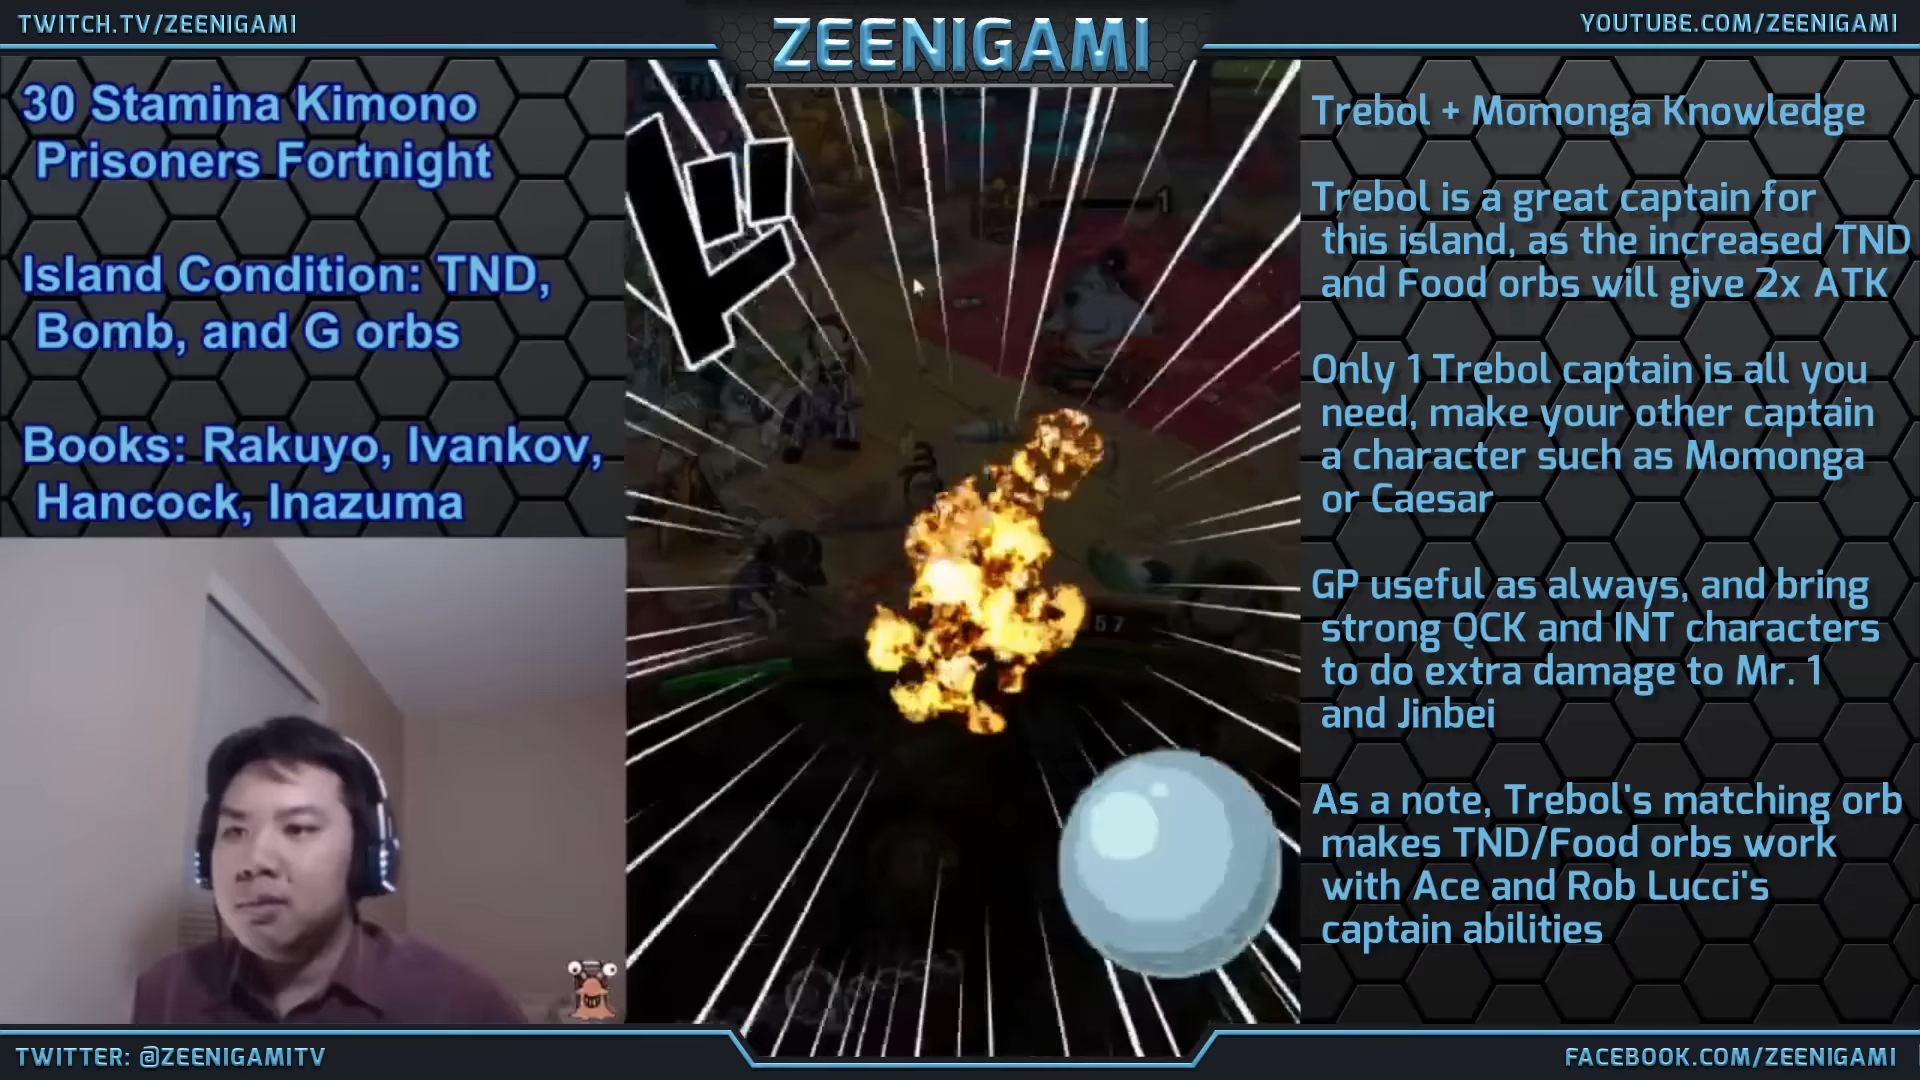 TWITCH.TV/ZEENIGAMI
ZEENIGAMI
YOUTUBE.COM/ZEENIGAMI
30 Stamina Kimono
Prisoners Fortnight
Island Condition: TND,
Bomb, and G orbs
Books: Rakuyo, Ivankov,
Hancock, Inazuma
ド
1
57
Trebol + Momonga Knowledge
Trebol is a great captain for
this island, as the increased TND
and Food orbs will give 2x ATK
Only 1 Trebol captain is all you
need, make your other captain
a character such as Momonga
or Caesar
GP useful as always, and bring
strong QCK and INT characters
to do extra damage to Mr. 1
and Jinbei
As a note, Trebol's matching orb
makes TND/Food orbs work
with Ace and Rob Lucci's
captain abilities
TWITTER: @ZEENIGAMITV
FACEBOOK.COM/ZEENIGAMI